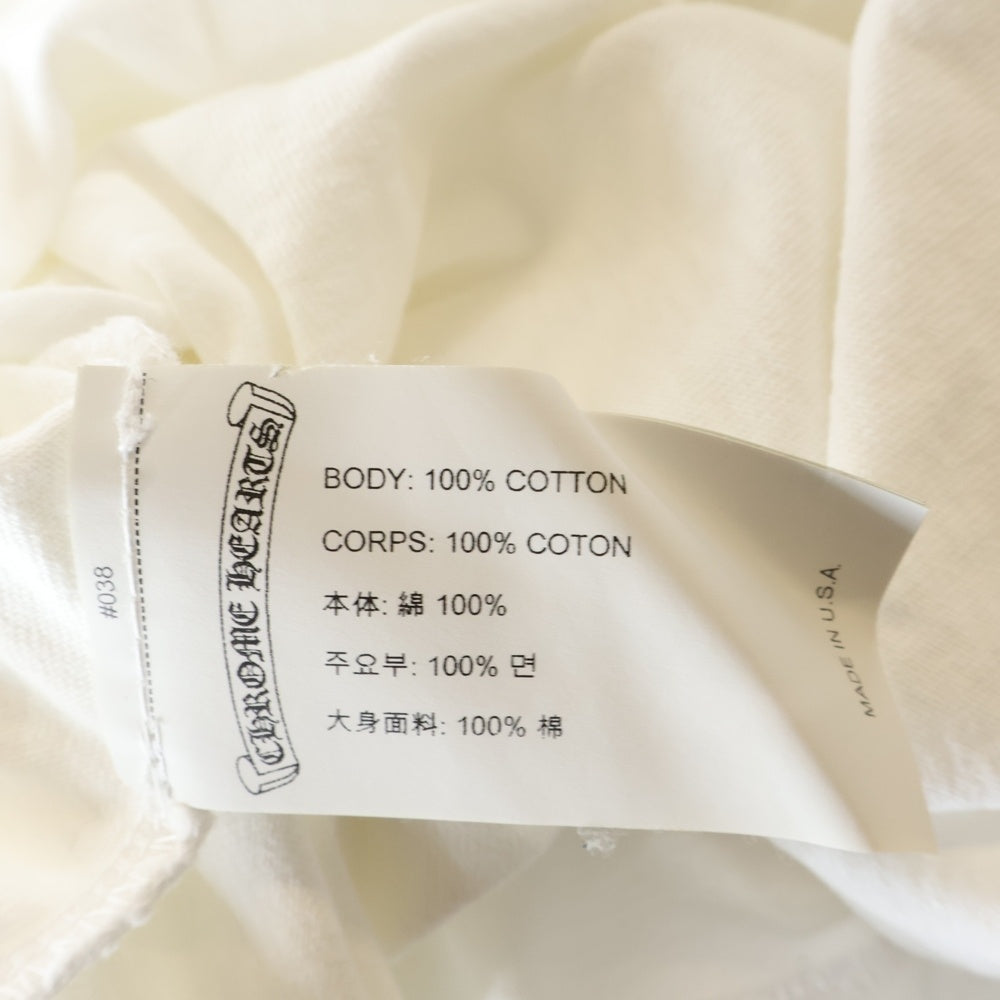 #038
CHROME HEARTS
BODY: 100% COTTON
CORPS: 100% COTON
本体: 綿 100%
주요부: 100% 면
大身面料: 100% 棉
MADE IN U.S.A.